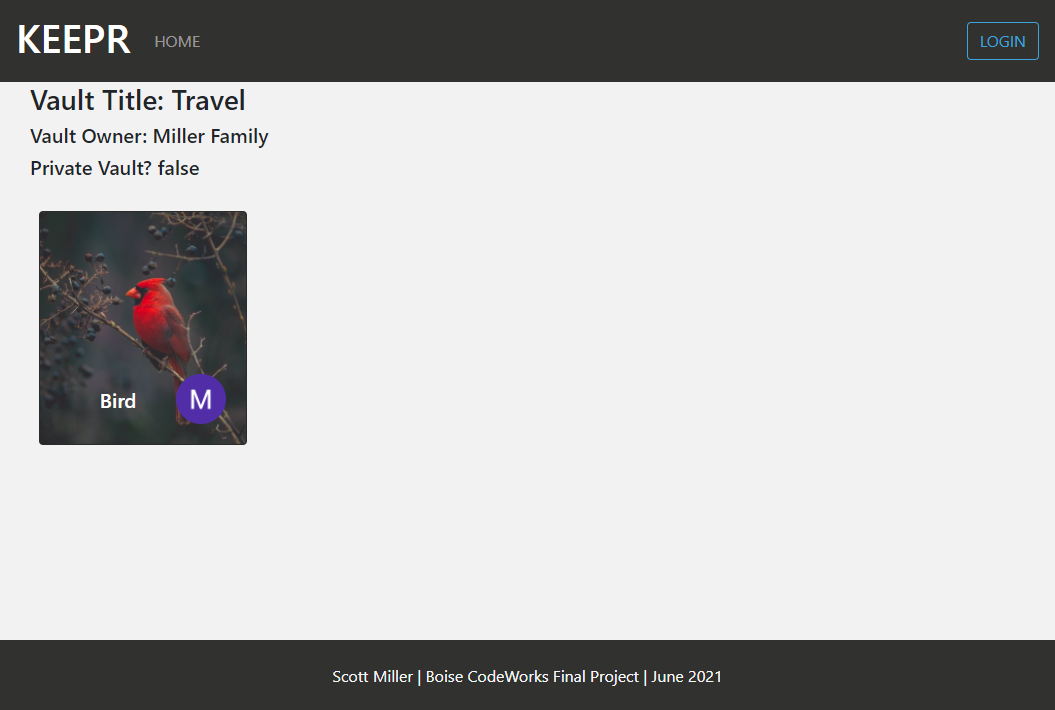 KEEPR HOME LOGIN
Vault Title: Travel
Vault Owner: Miller Family
Private Vault? false
Bird M
Scott Miller | Boise CodeWorks Final Project | June 2021